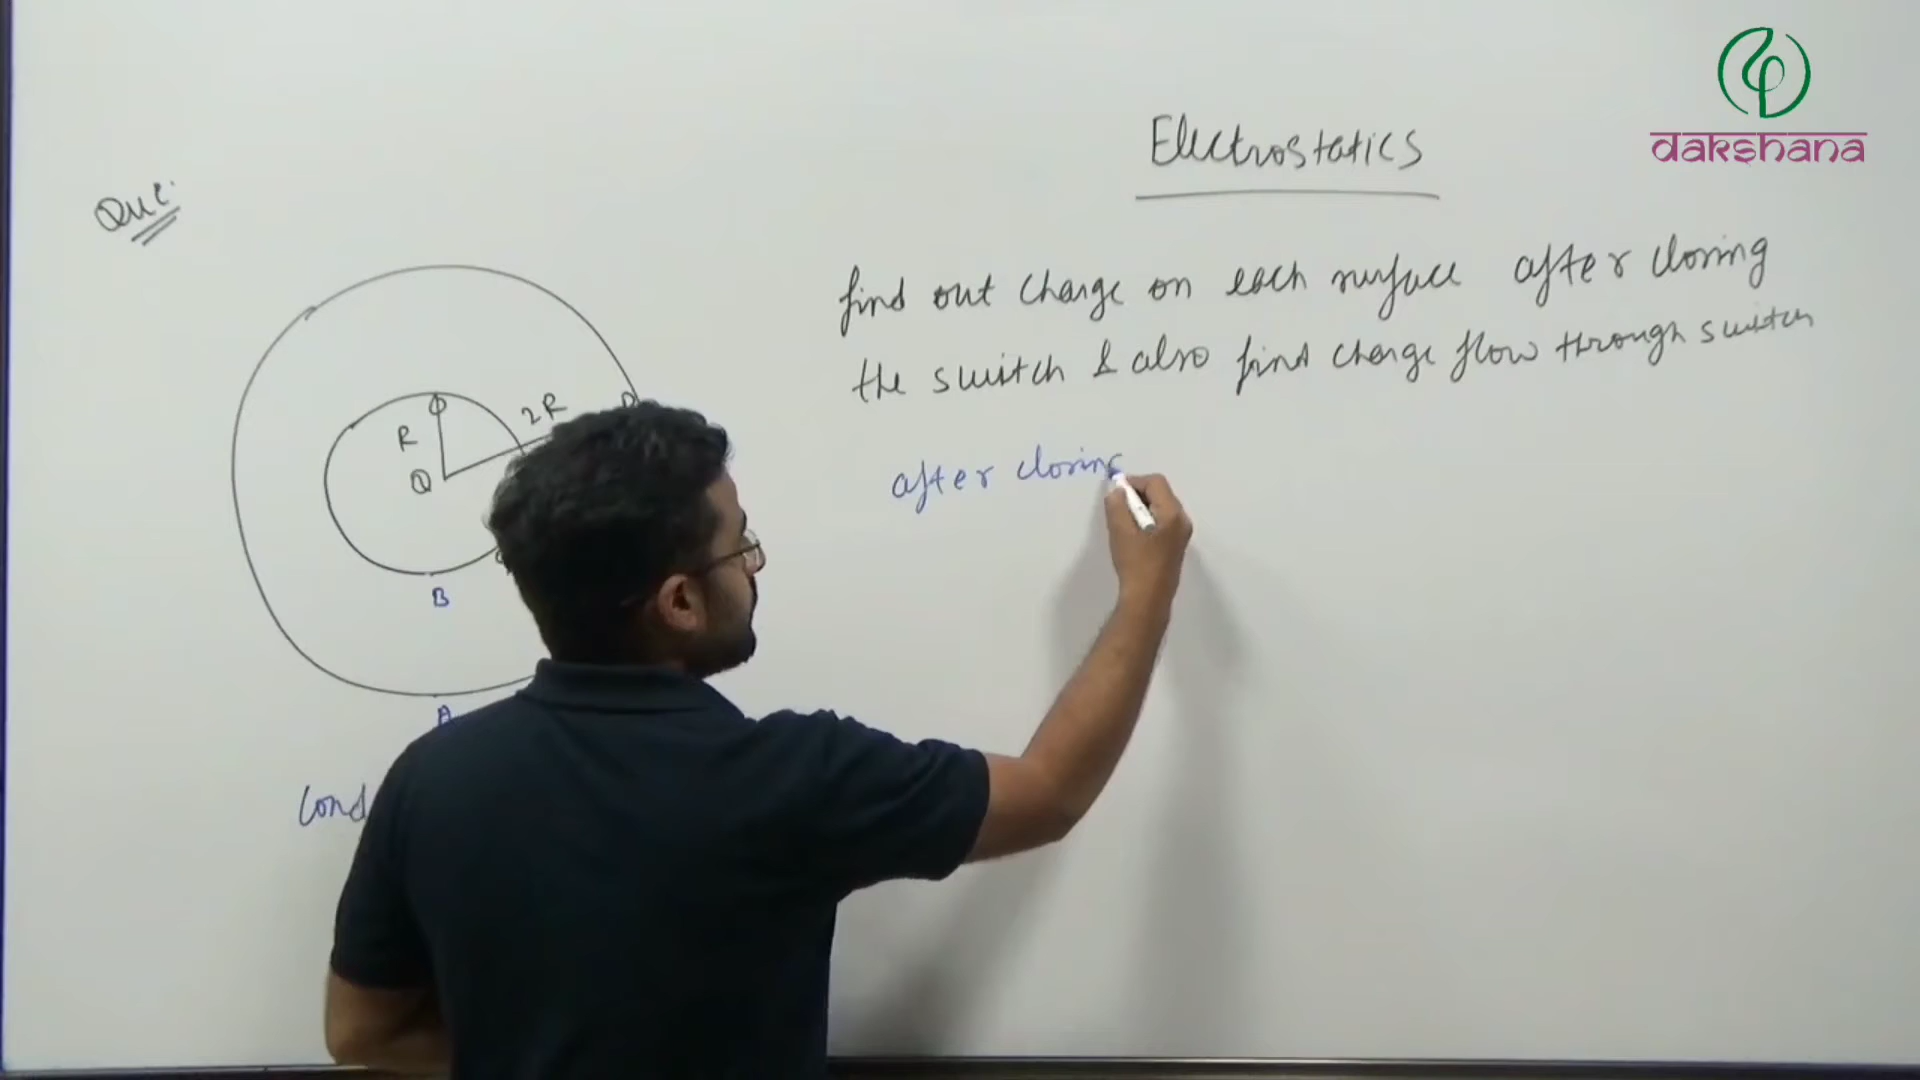 dakshana
Electrostatics
Que:
find out charge on each surface after closing
the switch & also find charge flow through switch
2R
R
Q
after closing
B
A
Cond